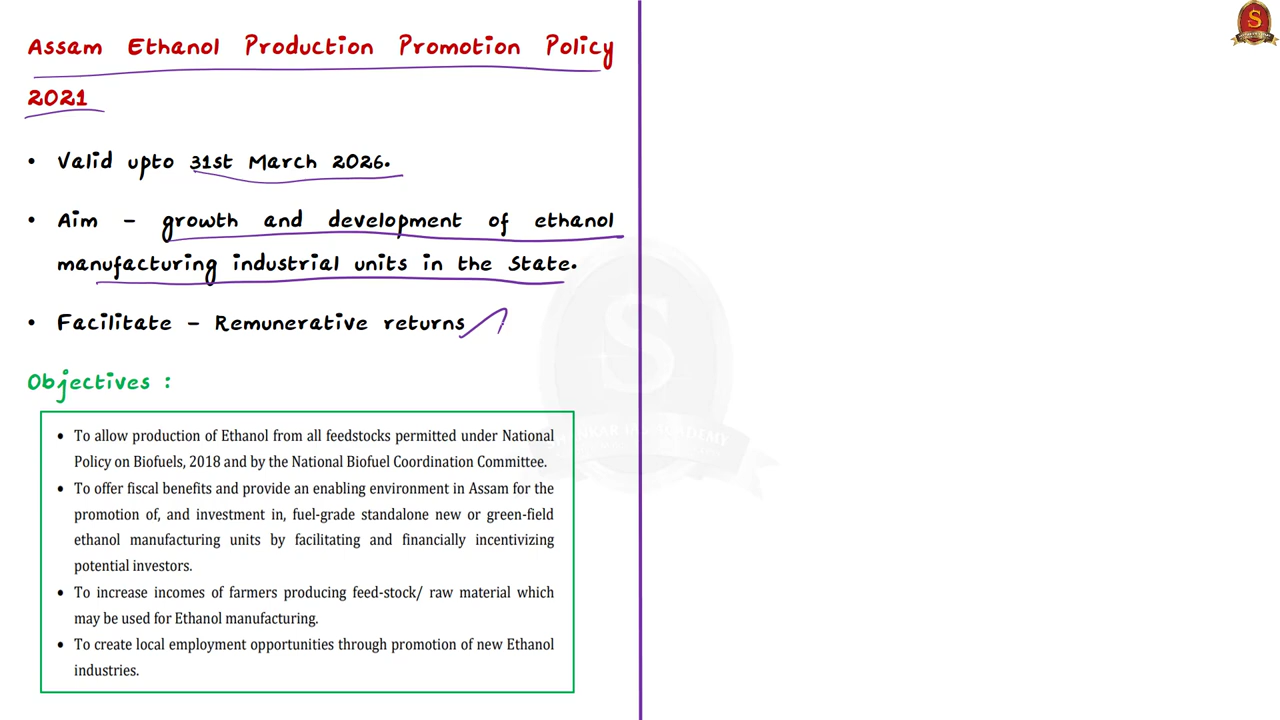 Assam Ethanol Production Promotion Policy
2021
• Valid upto 31st March 2026.
• Aim - growth and development of ethanol
manufacturing industrial units in the State.
• Facilitate - Remunerative returns
Objectives :
• To allow production of Ethanol from all feedstocks permitted under National
Policy on Biofuels, 2018 and by the National Biofuel Coordination Committee.
• To offer fiscal benefits and provide an enabling environment in Assam for the
promotion of, and investment in, fuel-grade standalone new or green-field
ethanol manufacturing units by facilitating and financially incentivizing
potential investors.
• To increase incomes of farmers producing feed-stock/ raw material which
may be used for Ethanol manufacturing.
• To create local employment opportunities through promotion of new Ethanol
industries.
S